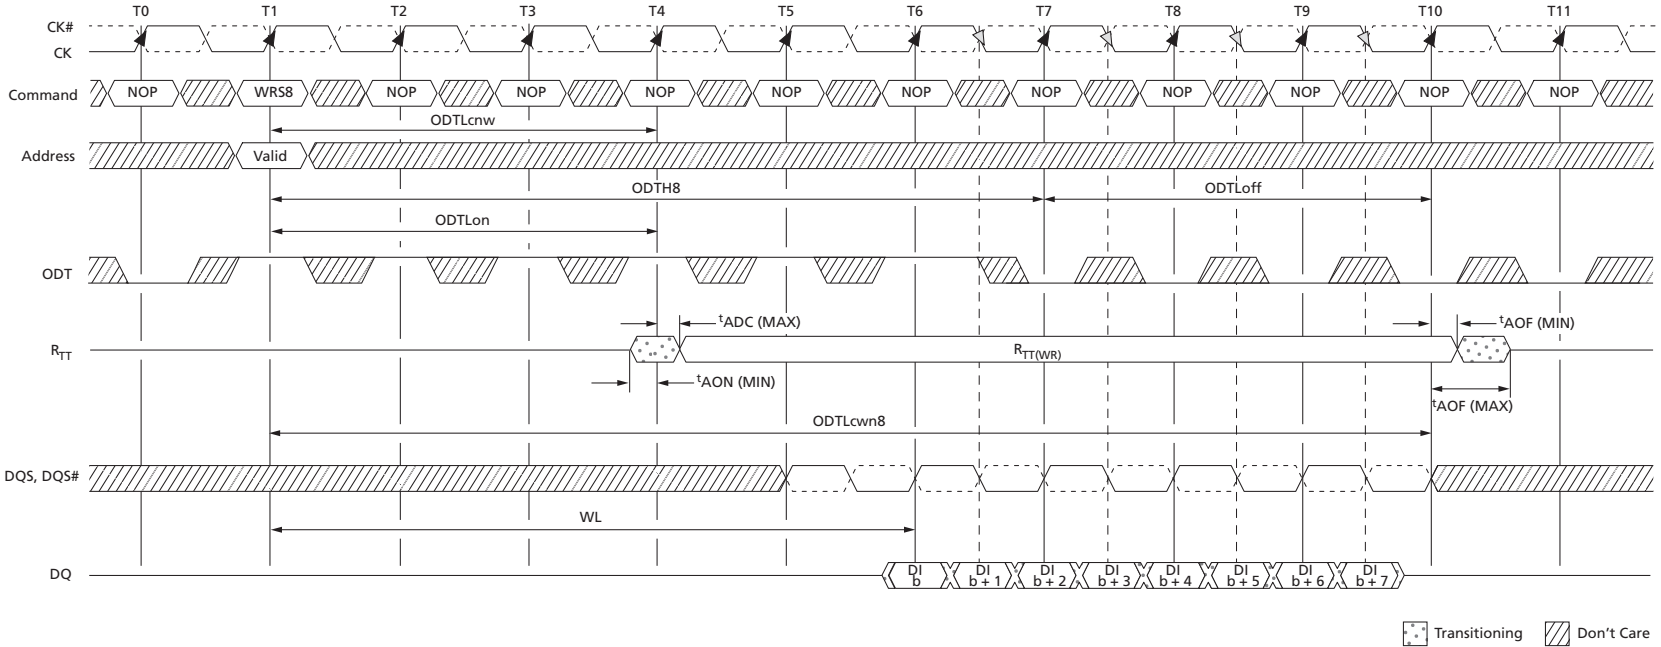 T0 T1 T2 T3 T4 T5 T6 T7 T8 T9 T10 T11
CK#
CK
Command NOP WRS8 NOP NOP NOP NOP NOP NOP NOP NOP NOP NOP
ODTLcnw
Address Valid
ODTH8 ODTLoff
ODTLon
ODT
tADC (MAX) tAOF (MIN)
RTT RTT(WR)
tAON (MIN)
tAOF (MAX)
ODTLcwn8
DQS, DQS#
WL
DQ
DI b
DI b + 1
DI b + 2
DI b + 3
DI b + 4
DI b + 5
DI b + 6
DI b + 7
Transitioning Don't Care